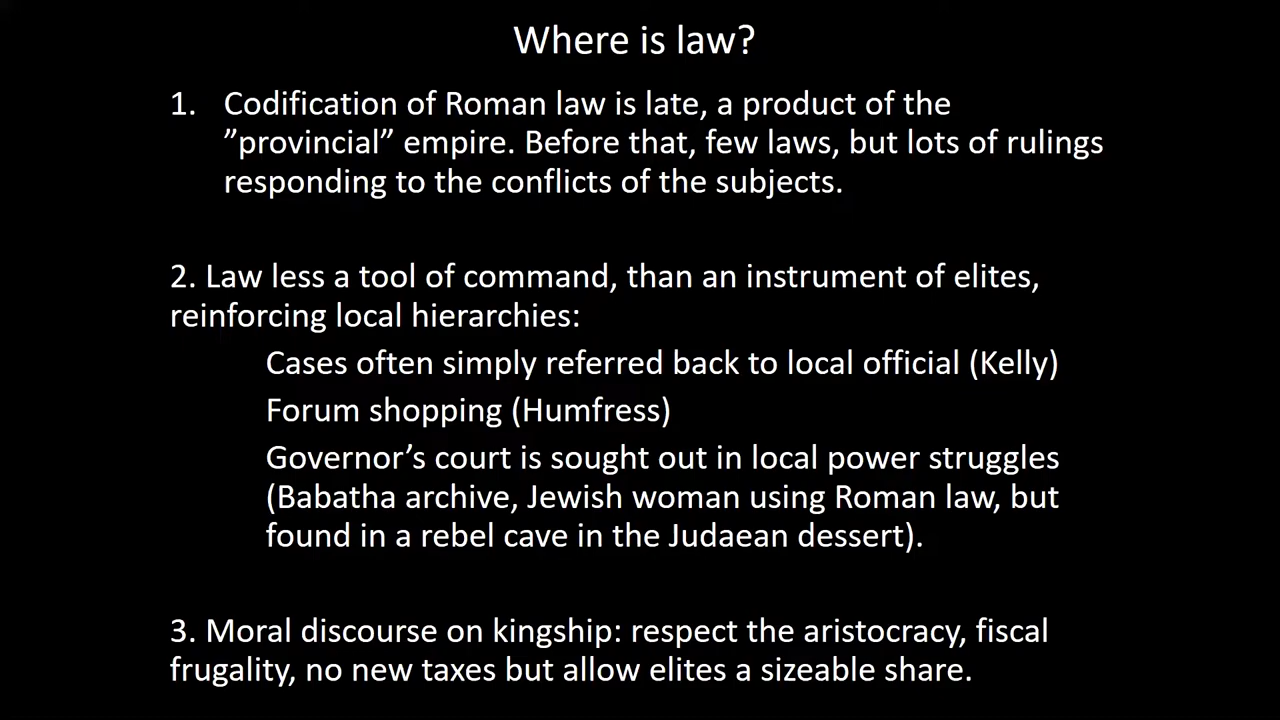 Where is law?
1. Codification of Roman law is late, a product of the
”provincial” empire. Before that, few laws, but lots of rulings
responding to the conflicts of the subjects.
2. Law less a tool of command, than an instrument of elites,
reinforcing local hierarchies:
Cases often simply referred back to local official (Kelly)
Forum shopping (Humfress)
Governor’s court is sought out in local power struggles
(Babatha archive, Jewish woman using Roman law, but
found in a rebel cave in the Judaean dessert).
3. Moral discourse on kingship: respect the aristocracy, fiscal
frugality, no new taxes but allow elites a sizeable share.